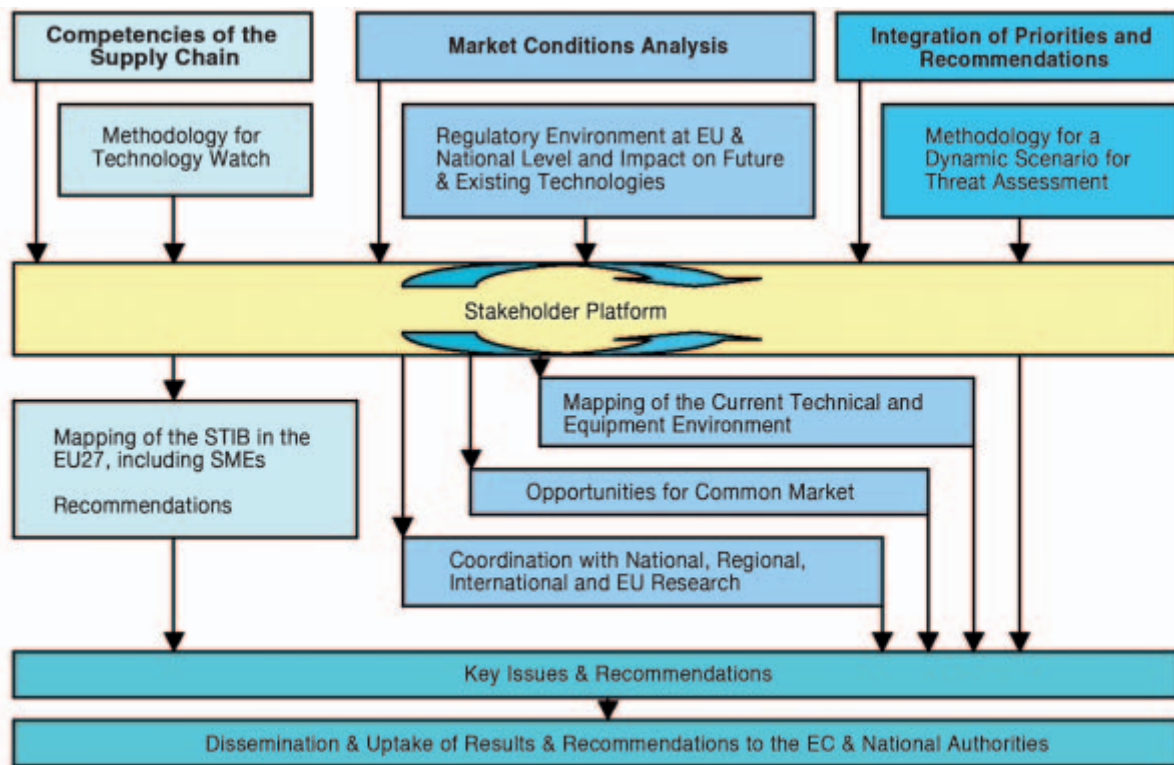 Competencies of the
Supply Chain
Market Conditions Analysis
Integration of Priorities and
Recommendations
Methodology for
Technology Watch
Regulatory Environment at EU &
National Level and Impact on Future
& Existing Technologies
Methodology for a
Dynamic Scenario for
Threat Assessment
Stakeholder Platform
Mapping of the STIB in the
EU27, including SMEs
Recommendations
Mapping of the Current Technical and
Equipment Environment
Opportunities for Common Market
Coordination with National, Regional,
International and EU Research
Key Issues & Recommendations
Dissemination & Uptake of Results & Recommendations to the EC & National Authorities